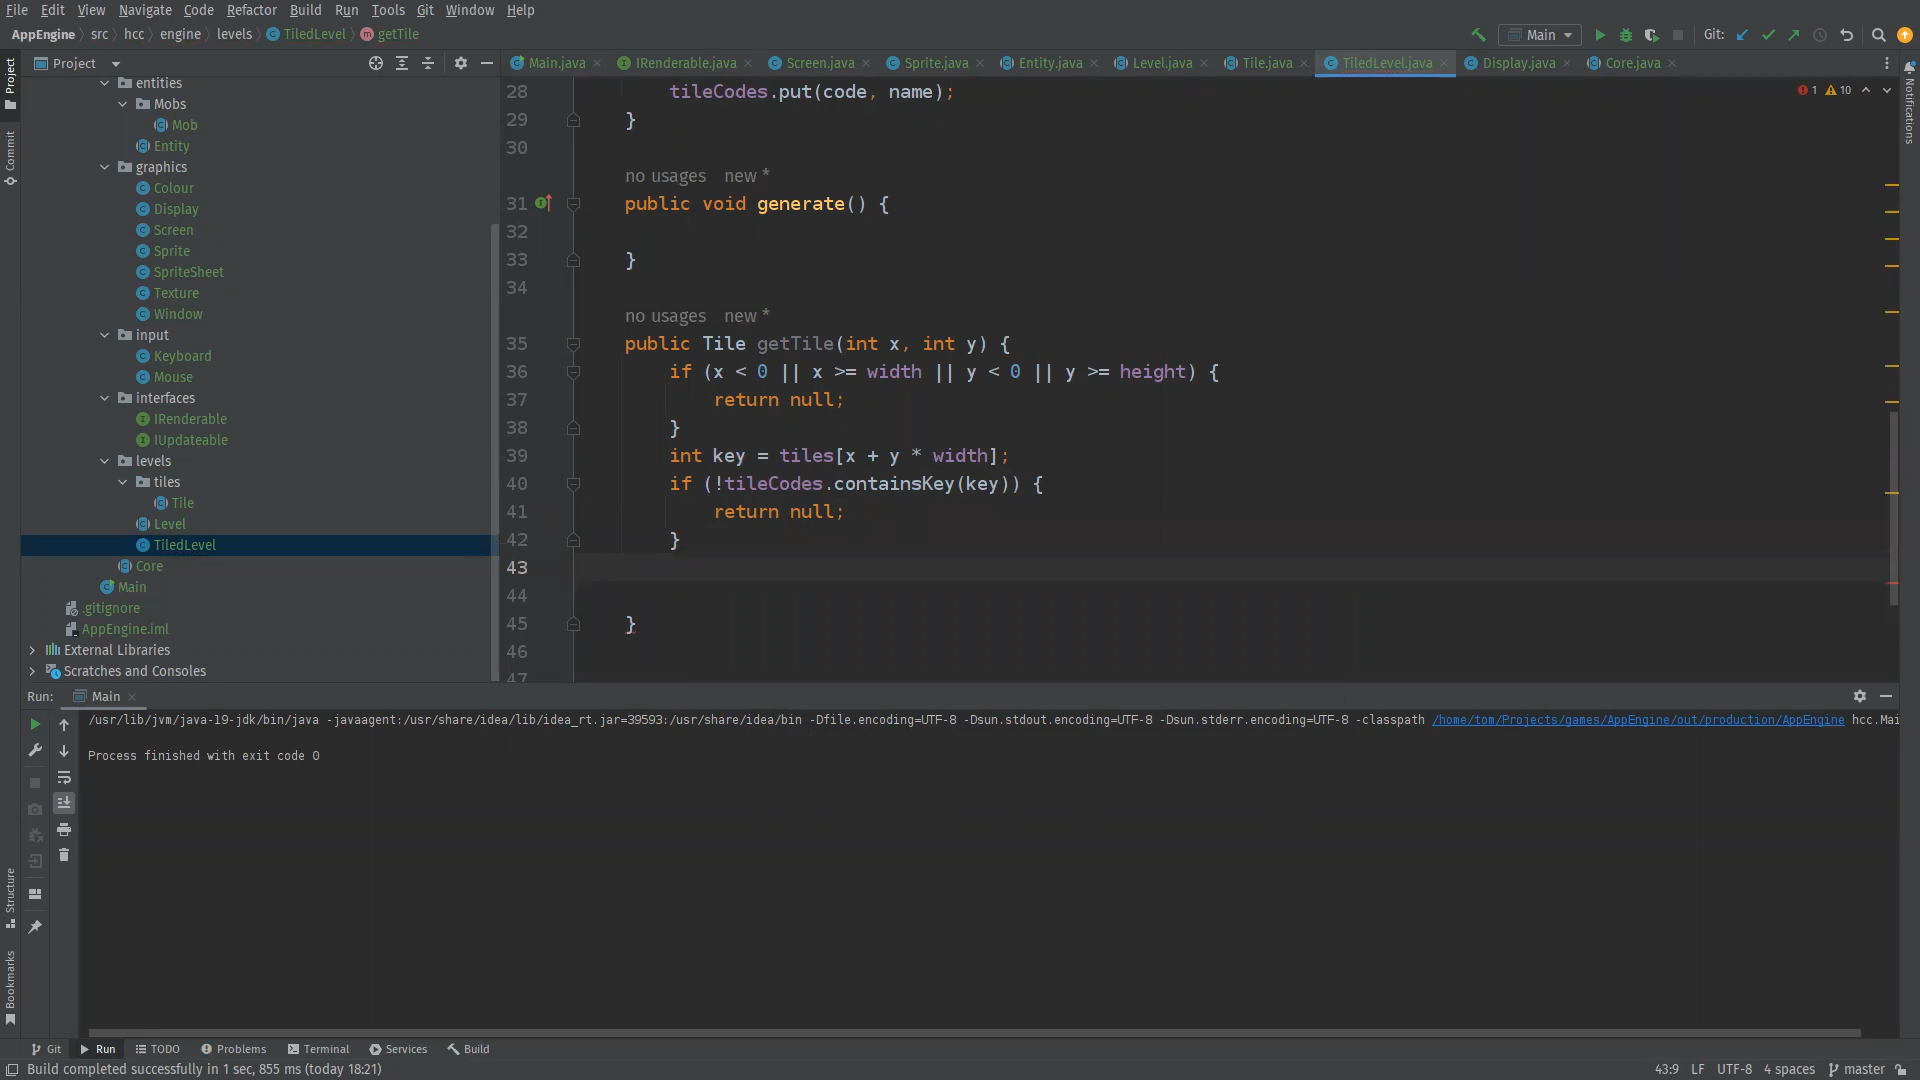 File Edit View Navigate Code Refactor Build Run Tools Git Window Help
AppEngine src hcc engine levels TiledLevel getTile
Main Git:
Project
Main.java IRenderable.java Screen.java Sprite.java Entity.java Level.java Tile.java TiledLevel.java Display.java Core.java
Project
Commit
Structure
Bookmarks
Notifications
entities
Mobs
Mob
Entity
graphics
Colour
Display
Screen
Sprite
SpriteSheet
Texture
Window
input
Keyboard
Mouse
interfaces
IRenderable
IUpdateable
levels
tiles
Tile
Level
TiledLevel
Core
Main
.gitignore
AppEngine.iml
External Libraries
Scratches and Consoles
1 10
28 tileCodes.put(code, name);
29 }
30
no usages new *
31 public void generate() {
32
33 }
34
no usages new *
35 public Tile getTile(int x, int y) {
36 if (x < 0 || x >= width || y < 0 || y >= height) {
37 return null;
38 }
39 int key = tiles[x + y * width];
40 if (!tileCodes.containsKey(key)) {
41 return null;
42 }
43
44
45 }
46
47
Run: Main
/usr/lib/jvm/java-19-jdk/bin/java -javaagent:/usr/share/idea/lib/idea_rt.jar=39593:/usr/share/idea/bin -Dfile.encoding=UTF-8 -Dsun.stdout.encoding=UTF-8 -Dsun.stderr.encoding=UTF-8 -classpath /home/tom/Projects/games/AppEngine/out/production/AppEngine hcc.Mai
Process finished with exit code 0
Git Run TODO Problems Terminal Services Build
Build completed successfully in 1 sec, 855 ms (today 18:21)
43:9 LF UTF-8 4 spaces master